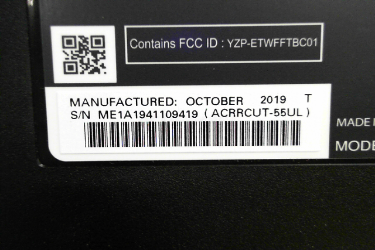 Contains FCC ID : YZP-ETWFFTBC01
MANUFACTURED: OCTOBER 2019 T
S/N ME1A1941109419 ( ACRRCUT-55UL )
MADE
MODE